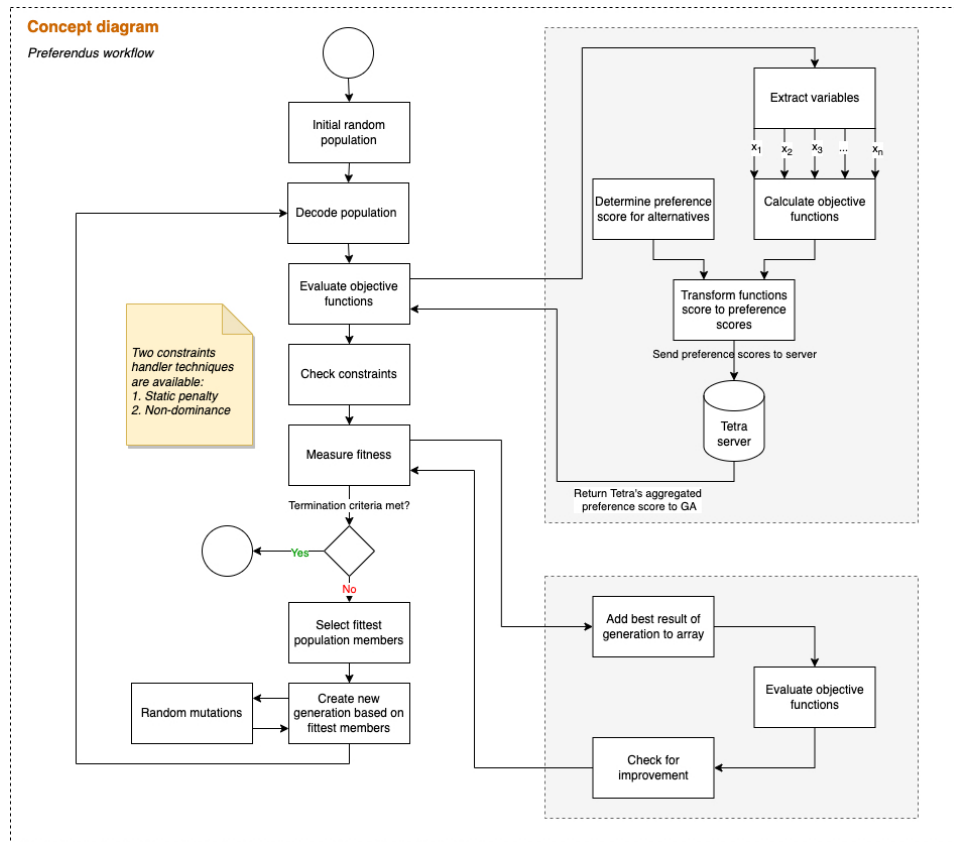 Concept diagram
Preferendus workflow
Initial random
population
Decode population
Evaluate objective
functions
Check constraints
Measure fitness
Termination criteria met?
Yes
No
Select fittest
population members
Create new
generation based on
fittest members
Random mutations
Two constraints
handler techniques
are available:
1. Static penalty
2. Non-dominance
Extract variables
x1
x2
x3
...
xn
Determine preference
score for alternatives
Calculate objective
functions
Transform functions
score to preference
scores
Send preference scores to server
Tetra
server
Return Tetra's aggregated
preference score to GA
Add best result of
generation to array
Evaluate objective
functions
Check for
improvement